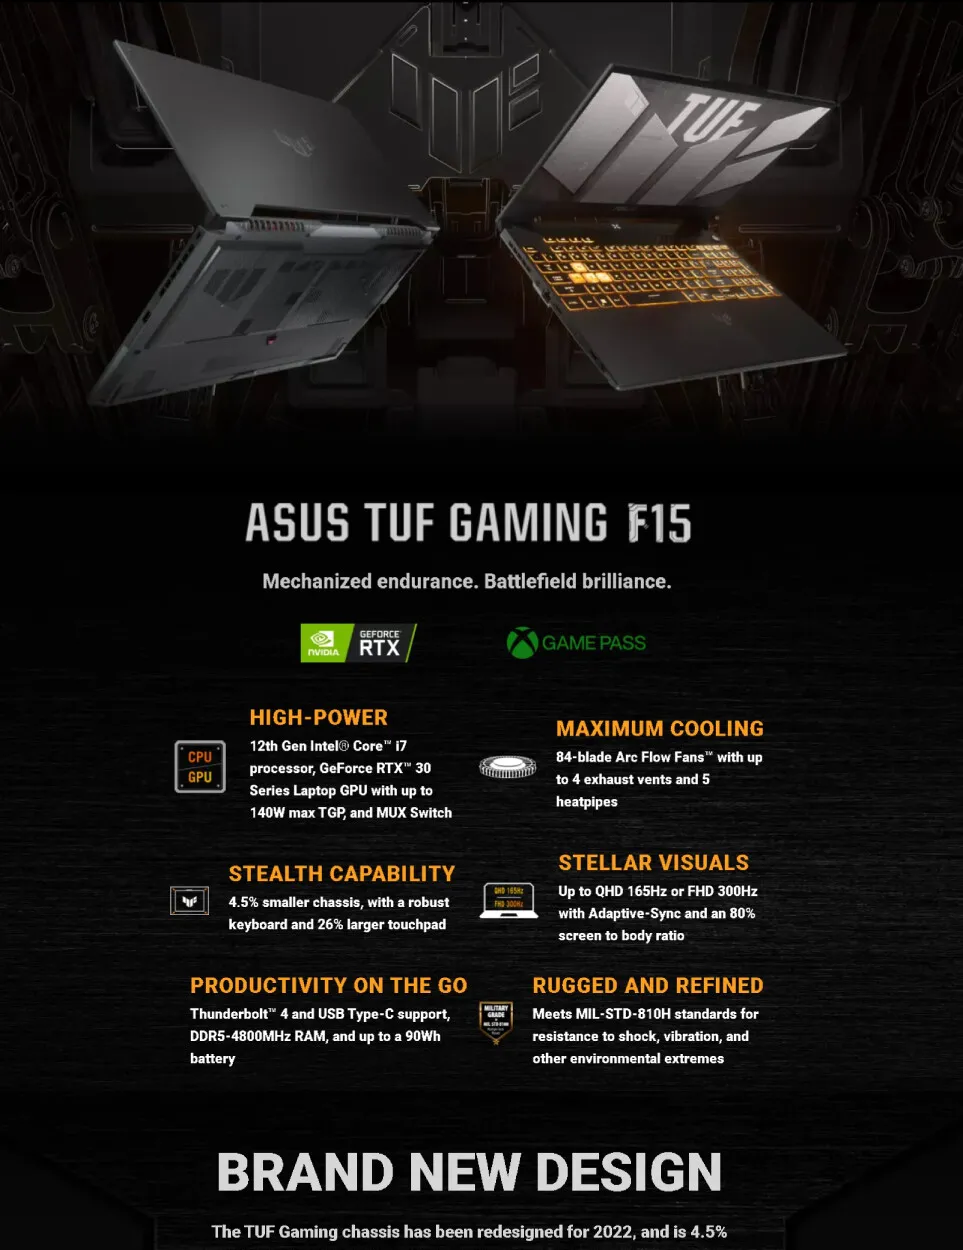 TUF
ASUS TUF GAMING F15
Mechanized endurance. Battlefield brilliance.
NVIDIA
GEFORCE
RTX
GAME PASS
HIGH-POWER
CPU
GPU
12th Gen Intel® Core™ i7
processor, GeForce RTX™ 30
Series Laptop GPU with up to
140W max TGP, and MUX Switch
MAXIMUM COOLING
84-blade Arc Flow Fans™ with up
to 4 exhaust vents and 5
heatpipes
STEALTH CAPABILITY
4.5% smaller chassis, with a robust
keyboard and 26% larger touchpad
STELLAR VISUALS
QHD 165Hz
FHD 300Hz
Up to QHD 165Hz or FHD 300Hz
with Adaptive-Sync and an 80%
screen to body ratio
PRODUCTIVITY ON THE GO
Thunderbolt™ 4 and USB Type-C support,
DDR5-4800MHz RAM, and up to a 90Wh
battery
RUGGED AND REFINED
MILITARY
GRADE
Meets MIL-STD-810H standards for
resistance to shock, vibration, and
other environmental extremes
BRAND NEW DESIGN
The TUF Gaming chassis has been redesigned for 2022, and is 4.5%